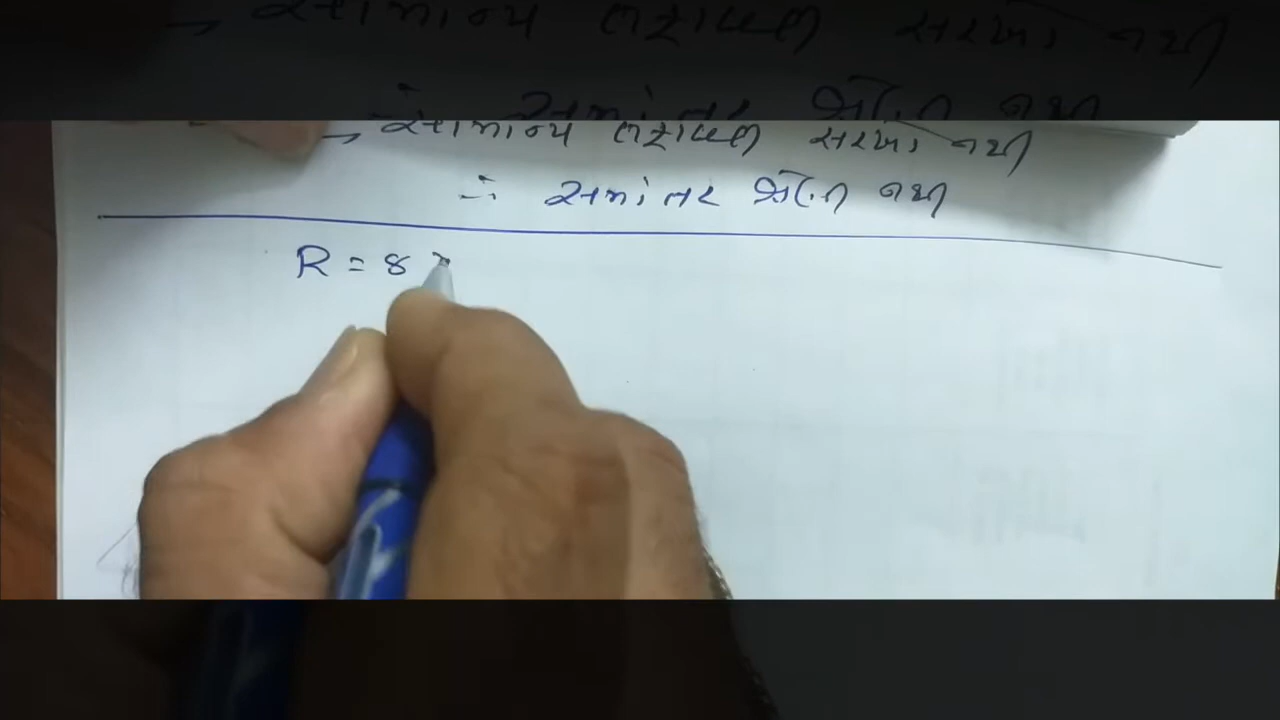 → સામાન્ય તફાવત સરખો નથી
∴ સમાંતર શ્રેણી નથી
R = 8